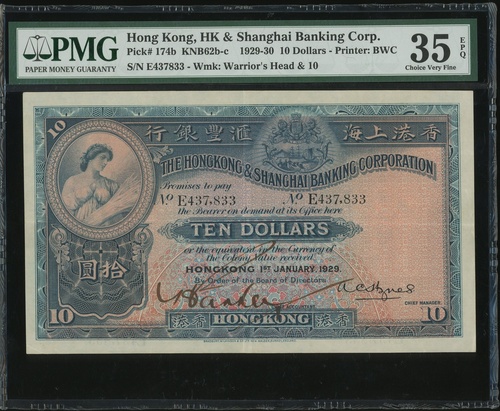 PMG
PAPER MONEY GUARANTY
Hong Kong, HK & Shanghai Banking Corp.
Pick# 174b KNB62b-c 1929-30 10 Dollars - Printer: BWC
S/N E437833 - Wmk: Warrior's Head & 10
35
EPQ
Choice Very Fine
10
行銀豐滙 海上港香
THE HONGKONG & SHANGHAI BANKING CORPORATION
Promises to pay
No E437,833 No E437,833
the Bearer on demand at its Office here
TEN DOLLARS
or the equivalent in the Currency of
the Colony Value received.
HONGKONG 1ST JANUARY 1929.
By Order of the Board of Directors
圓拾
ACCOUNTANT
CHIEF MANAGER
10 港香 HONGKONG 港香 10